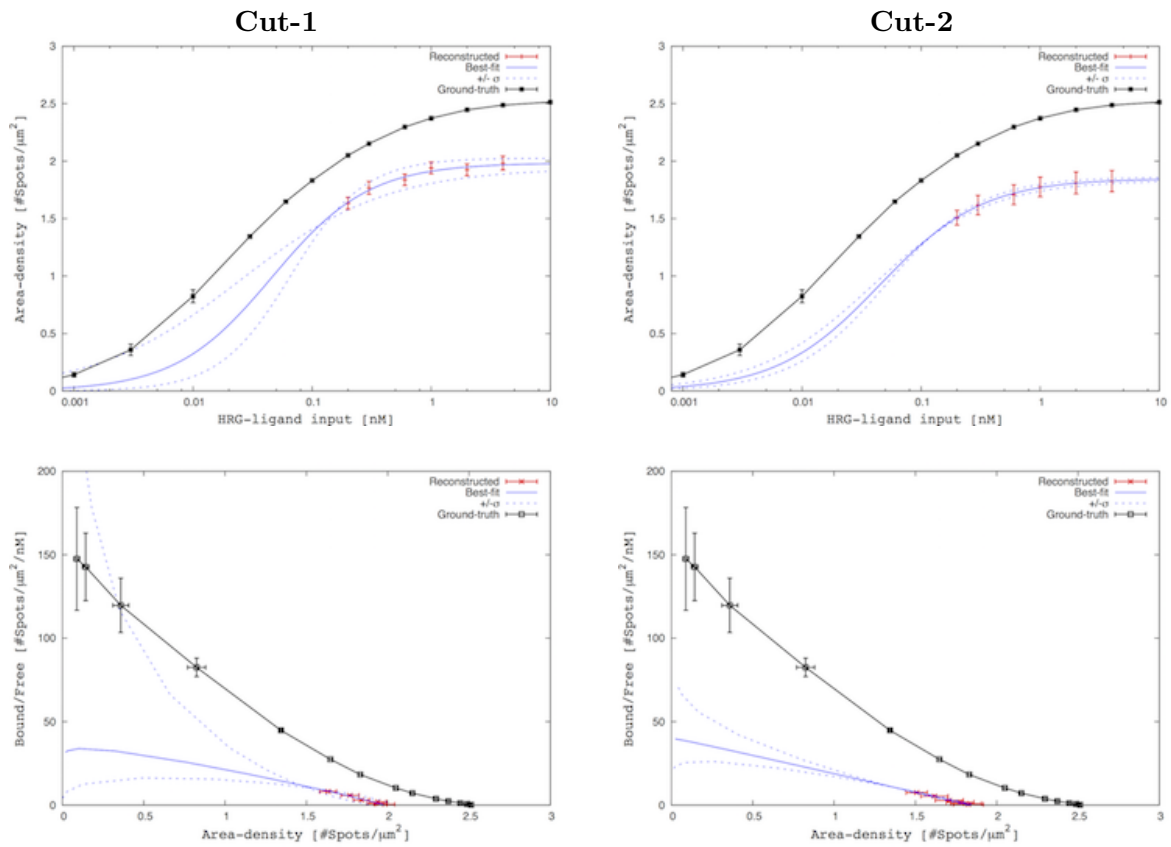 Cut-1
Cut-2
3
2.5
2
1.5
1
0.5
0
0.001
0.01
0.1
1
10
Area-density [#Spots/μm²]
HRG-ligand input [nM]
Reconstructed
Best-fit
+/- σ
Ground-truth
3
2.5
2
1.5
1
0.5
0
0.001
0.01
0.1
1
10
Area-density [#Spots/μm²]
HRG-ligand input [nM]
Reconstructed
Best-fit
+/- σ
Ground-truth
200
150
100
50
0
0
0.5
1
1.5
2
2.5
3
Bound/Free [#Spots/μm²/nM]
Area-density [#Spots/μm²]
Reconstructed
Best-fit
+/-σ
Ground-truth
200
150
100
50
0
0
0.5
1
1.5
2
2.5
3
Bound/Free [#Spots/μm²/nM]
Area-density [#Spots/μm²]
Reconstructed
Best-fit
+/-σ
Ground-truth